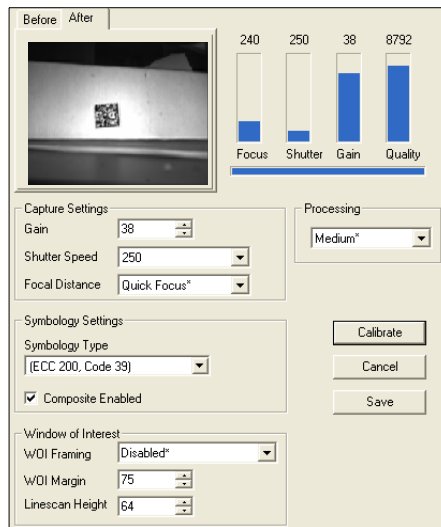 Before After
240 250 38 8792
Focus Shutter Gain Quality
Capture Settings
Gain 38
Shutter Speed 250
Focal Distance Quick Focus*
Processing
Medium*
Symbology Settings
Symbology Type
(ECC 200, Code 39)
Composite Enabled
Calibrate
Cancel
Save
Window of Interest
WOI Framing Disabled*
WOI Margin 75
Linescan Height 64